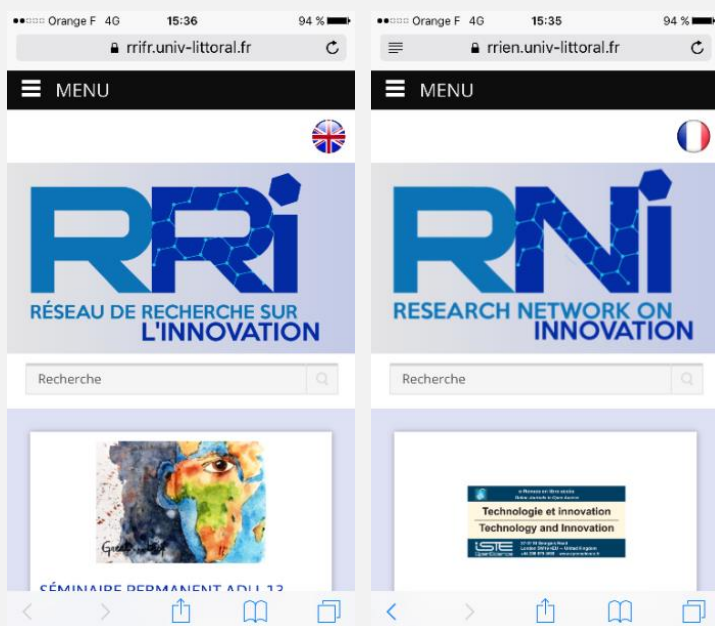 Orange F 4G 15:36 94 %
rrifr.univ-littoral.fr
MENU
RRi
RÉSEAU DE RECHERCHE SUR
L'INNOVATION
Recherche
SÉMINAIRE PERMANENT
Orange F 4G 15:35 94 %
rrien.univ-littoral.fr
MENU
RNi
RESEARCH NETWORK ON
INNOVATION
Recherche
Technologie et innovation
Technology and Innovation
ISTE